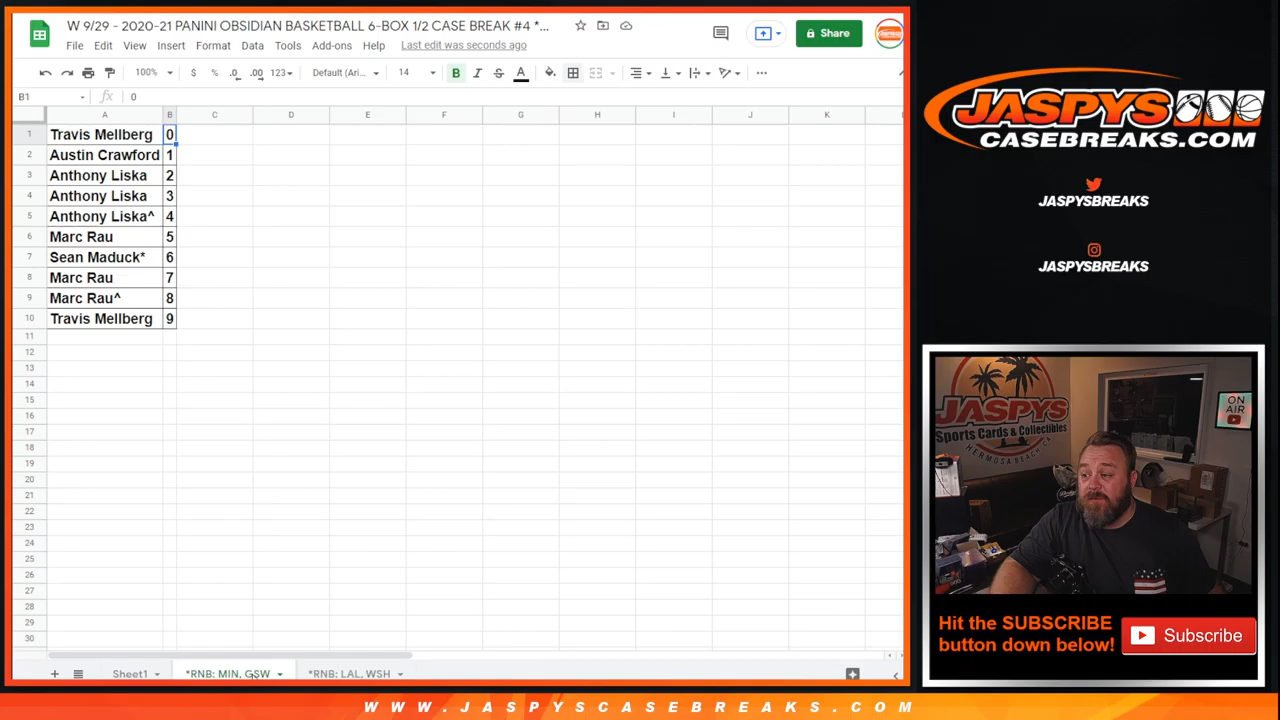 W 9/29 - 2020-21 PANINI OBSIDIAN BASKETBALL 6-BOX 1/2 CASE BREAK #4 *...
File Edit View Insert Format Data Tools Add-ons Help Last edit was seconds ago
Share
100% $ % .0 .00 123 Default (Ari... 14 B I S A
B1 fx 0
A B C D E F G H I J K
1 Travis Mellberg 0
2 Austin Crawford 1
3 Anthony Liska 2
4 Anthony Liska 3
5 Anthony Liska^ 4
6 Marc Rau 5
7 Sean Maduck* 6
8 Marc Rau 7
9 Marc Rau^ 8
10 Travis Mellberg 9
11
12
13
14
15
16
17
18
19
20
21
22
23
24
25
26
27
28
29
30
Sheet1 *RNB: MIN, GSW *RNB: LAL, WSH
JASPYS
CASEBREAKS.COM
JASPYSBREAKS
JASPYSBREAKS
JASPYS
Sports Cards & Collectibles
HERMOSA BEACH CA
ON
AIR
Hit the SUBSCRIBE
button down below!
Subscribe
WWW.JASPYSCASEBREAKS.COM